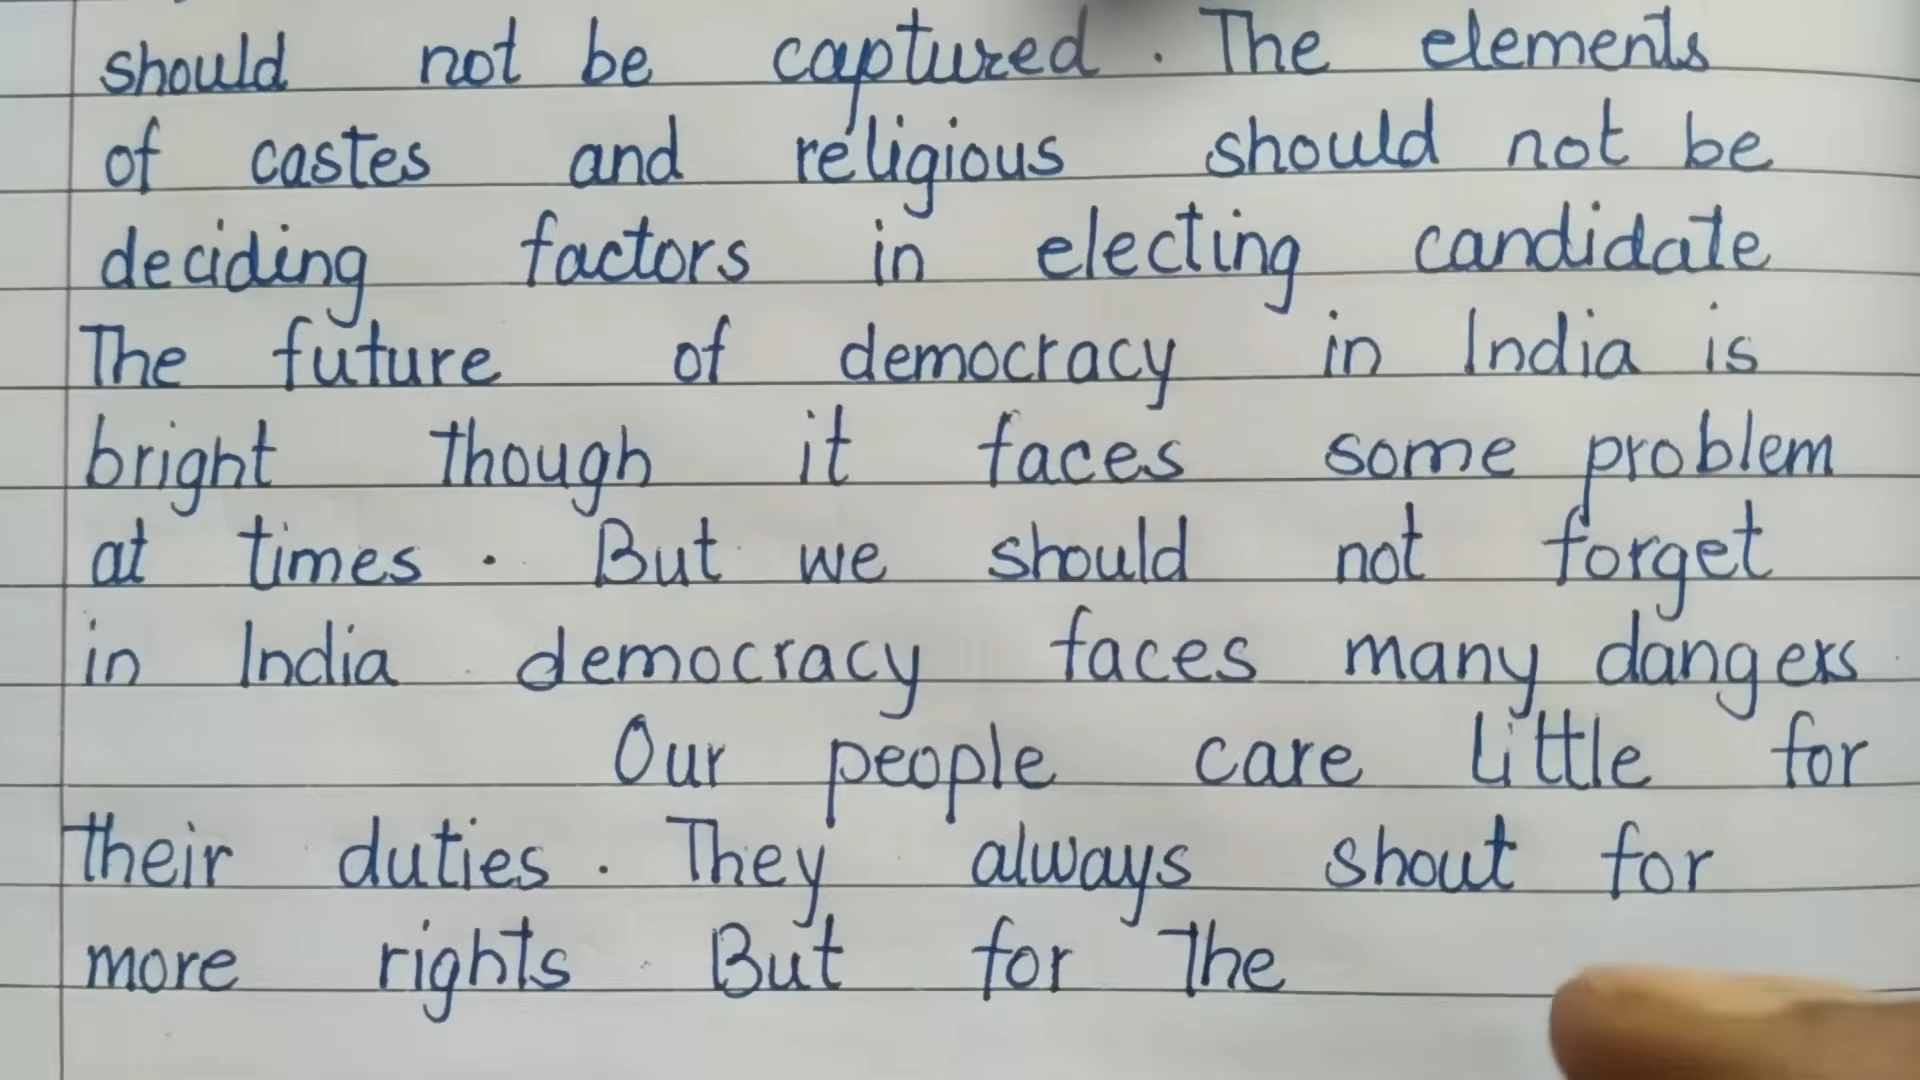 should not be captured . The elements
of castes and religious should not be
deciding factors in electing candidate
The future of democracy in India is
bright though it faces some problem
at times . But we should not forget
in India democracy faces many dangers
Our people care little for
their duties . They always shout for
more rights But for the